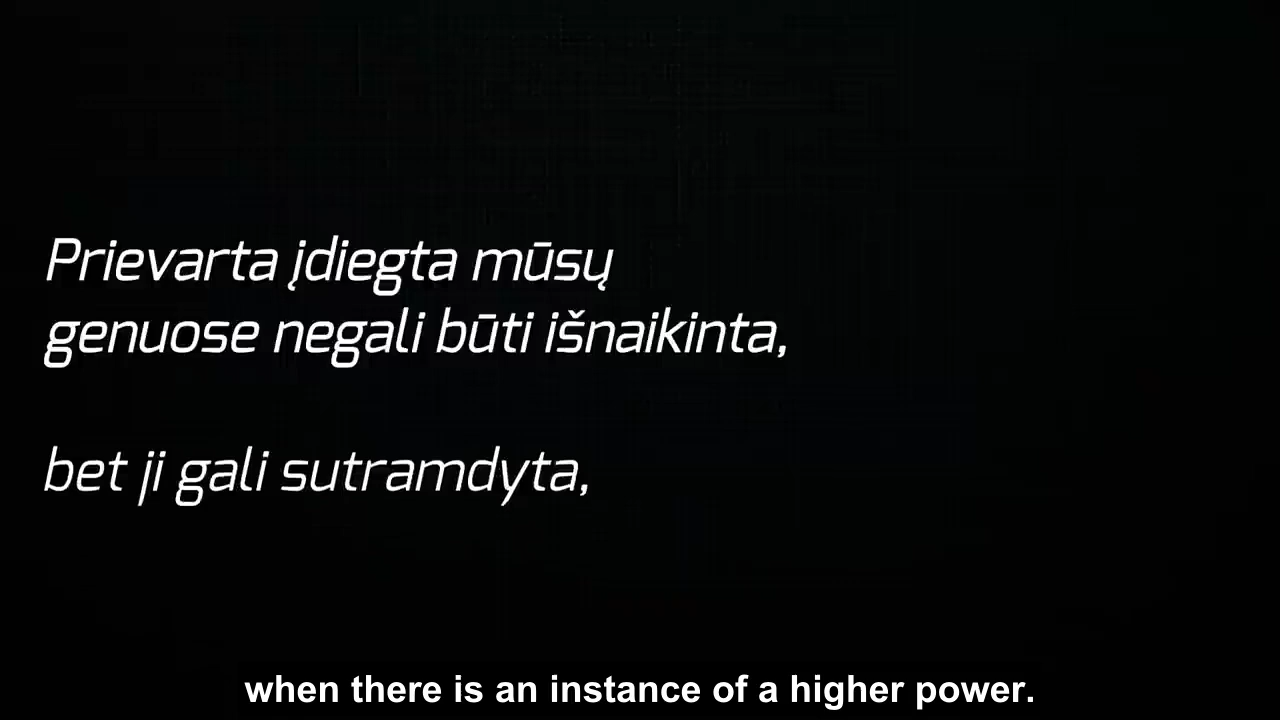 Prievarta įdiegta mūsų
genuose negali būti išnaikinta,
bet ji gali sutramdyta,
when there is an instance of a higher power.